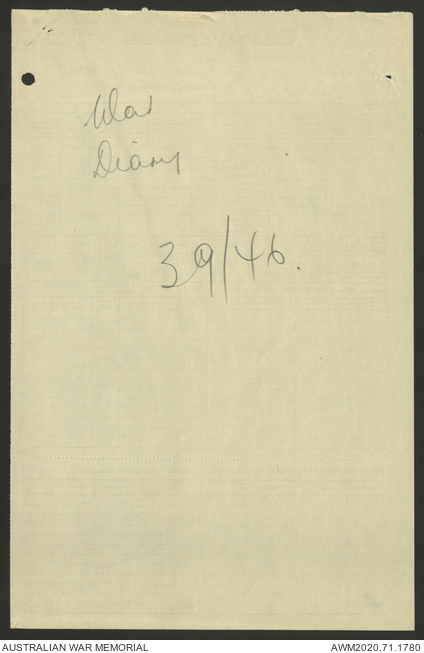 War
Diary
39/46.
AUSTRALIAN WAR MEMORIAL
AWM2020.71.1780